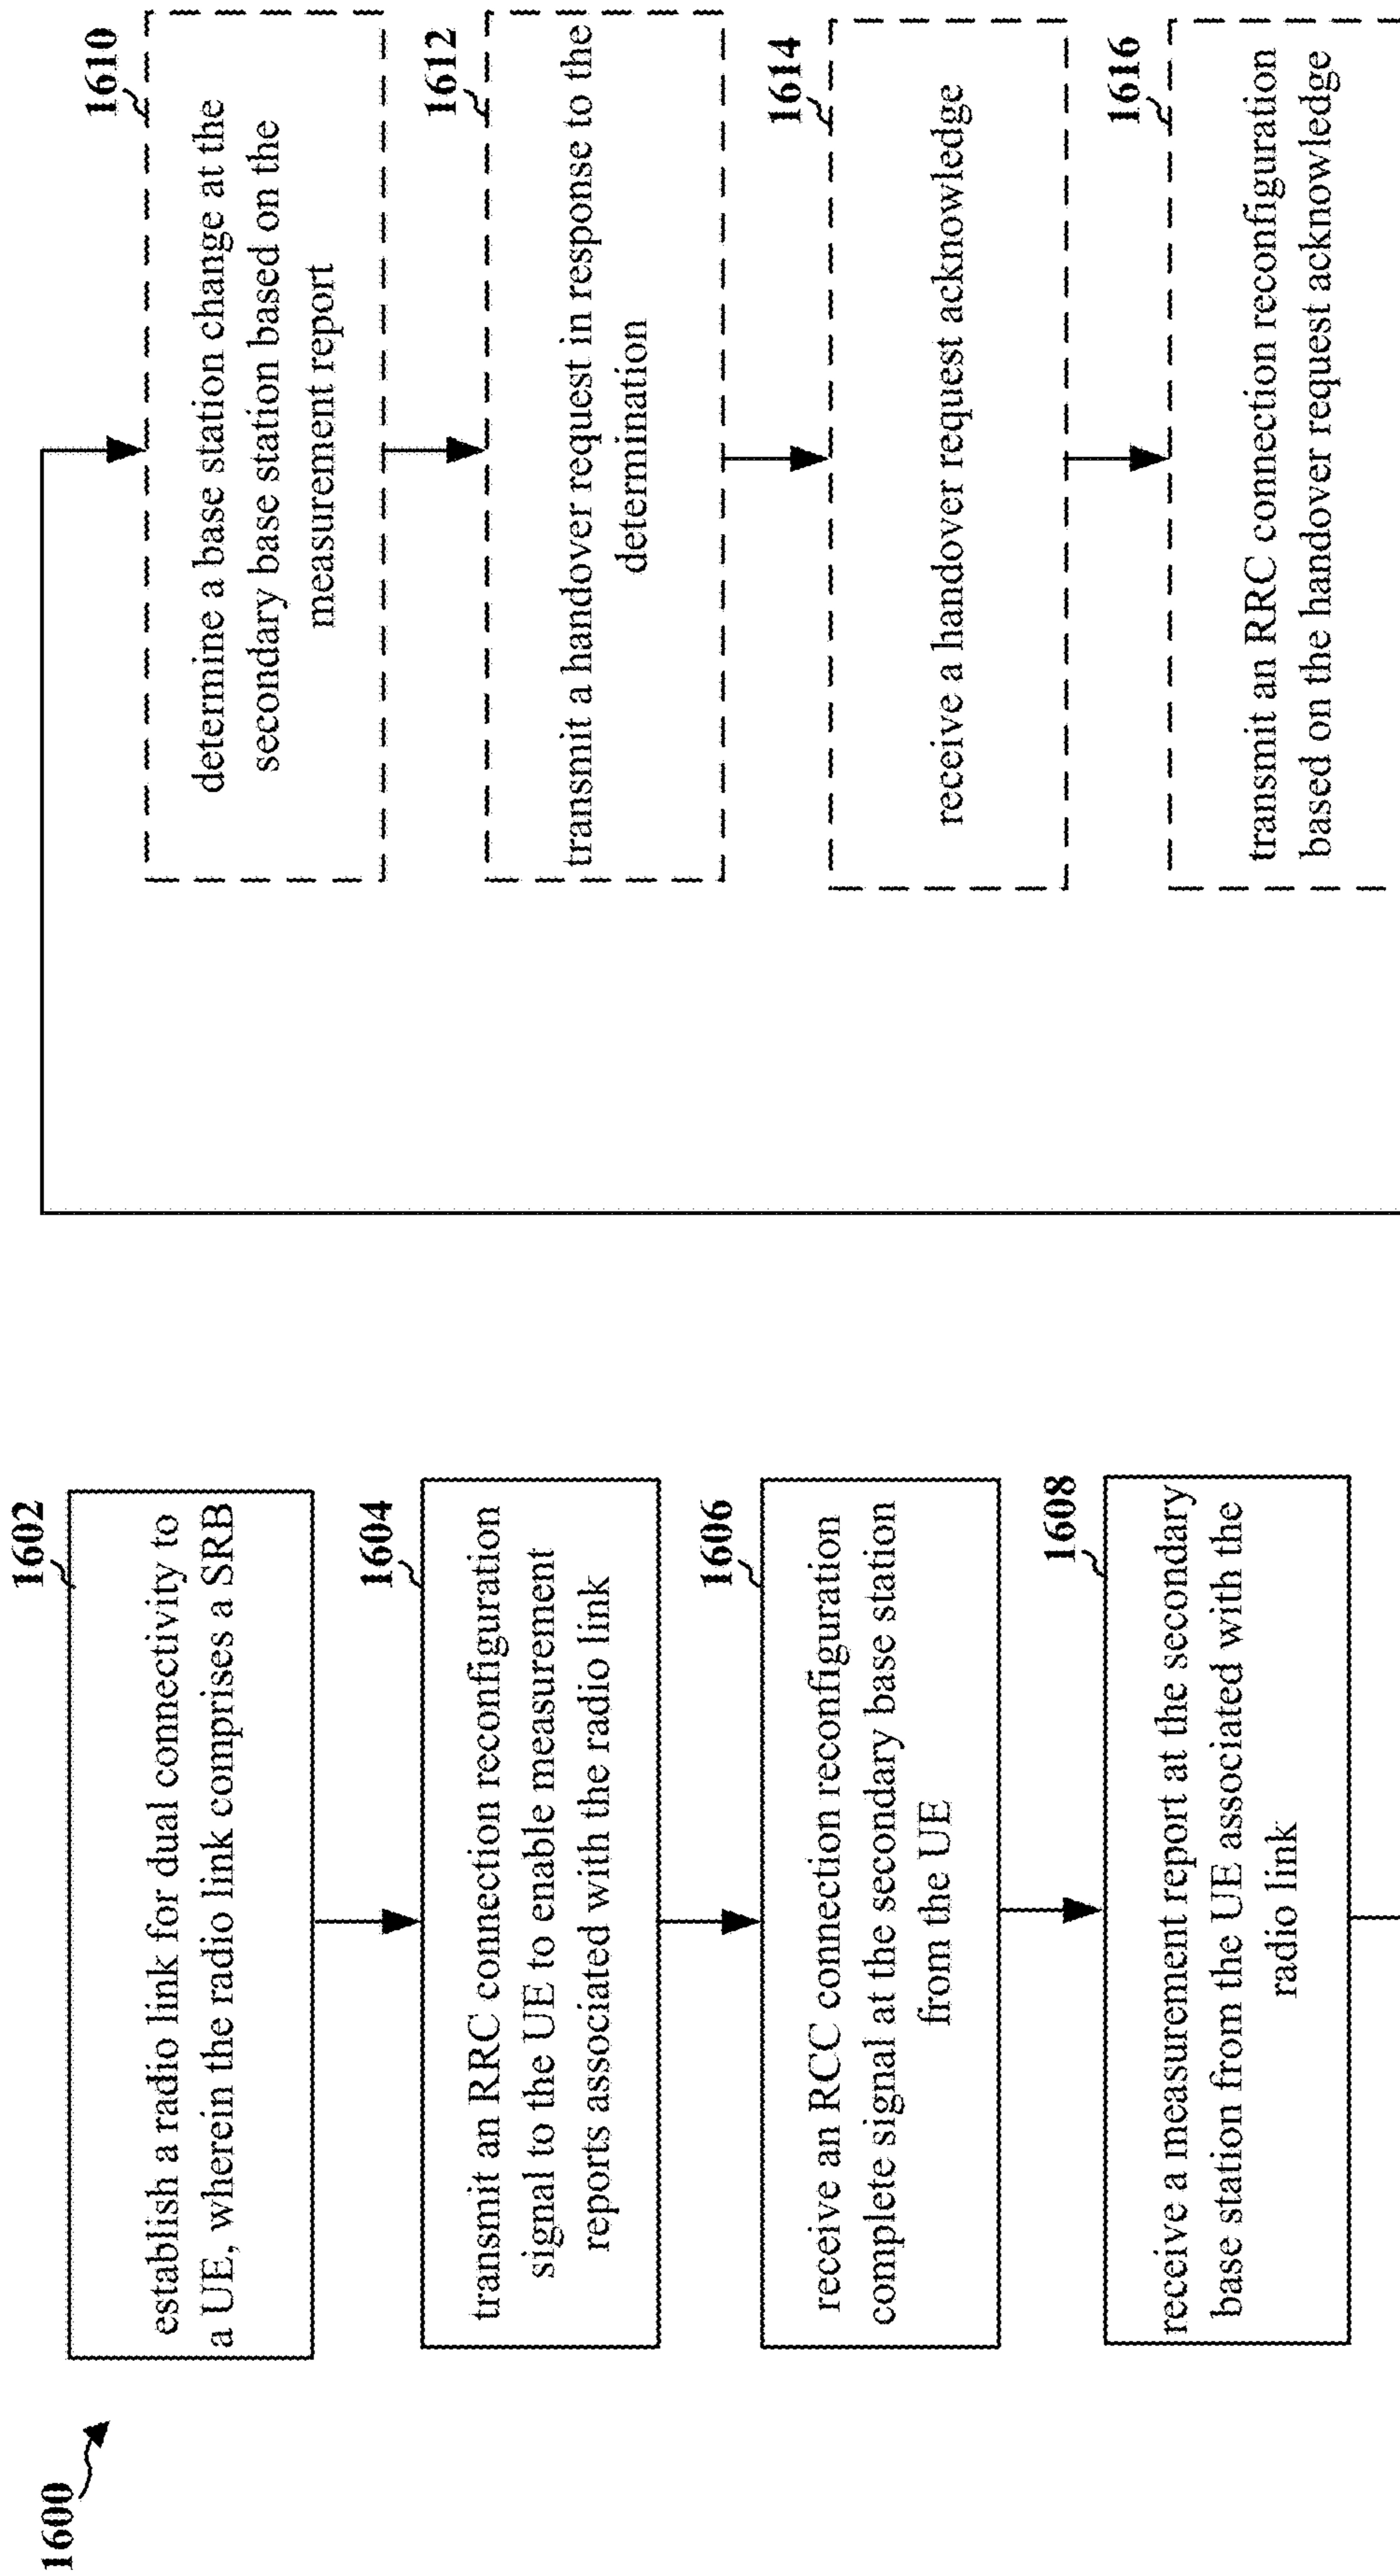 1600
1602
establish a radio link for dual connectivity to
a UE, wherein the radio link comprises a SRB
1604
transmit an RRC connection reconfiguration
signal to the UE to enable measurement
reports associated with the radio link
1606
receive an RCC connection reconfiguration
complete signal at the secondary base station
from the UE
1608
receive a measurement report at the secondary
base station from the UE associated with the
radio link
1610
determine a base station change at the
secondary base station based on the
measurement report
1612
transmit a handover request in response to the
determination
1614
receive a handover request acknowledge
1616
transmit an RRC connection reconfiguration
based on the handover request acknowledge